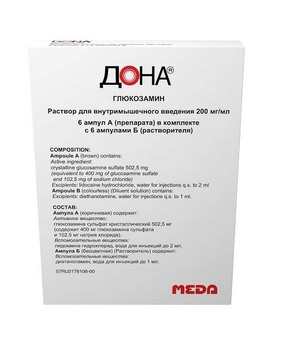 ДОНА®
ГЛЮКОЗАМИН
Раствор для внутримышечного введения 200 мг/мл
6 ампул А (препарата) в комплекте
с 6 ампулами Б (растворителя)
COMPOSITION:
Ampoule A (brown) contains:
Active ingredient:
crystalline glucosamine sulfate 502,5 mg
(equivalent to 400 mg of glucosamine sulfate
and 102,5 mg of sodium chloride)
Excipients: lidocaine hydrochloride, water for injections q.s. to 2 ml
Ampoule B (colourless) (Diluent solution) contains:
Excipients: diethanolamine, water for injections, q.s. to 1 ml.
СОСТАВ:
Ампула А (коричневая) содержит:
Активное вещество:
глюкозамина сульфат кристаллический 502,5 мг
(содержит 400 мг глюкозамина сульфата
и 102,5 мг натрия хлорида)
Вспомогательные вещества:
лидокаина гидрохлорид, вода для инъекций до 2 мл.
Ампула Б (бесцветная) (Растворитель) содержит:
Вспомогательные вещества:
диэтаноламин, вода для инъекций до 1 мл.
57RU2176106-00
MEDA